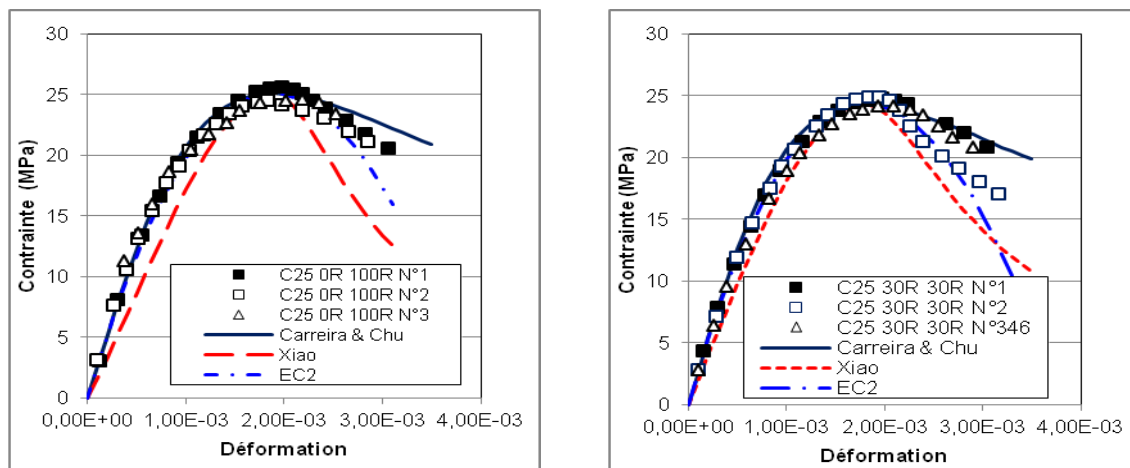 Contrainte (MPa)
30
25
20
15
10
5
0
0,00E+00 1,00E-03 2,00E-03 3,00E-03 4,00E-03
Déformation
C25 0R 100R N°1
C25 0R 100R N°2
C25 0R 100R N°3
Carreira & Chu
Xiao
EC2
Contrainte (MPa)
30
25
20
15
10
5
0
0,00E+00 1,00E-03 2,00E-03 3,00E-03 4,00E-03
Déformation
C25 30R 30R N°1
C25 30R 30R N°2
C25 30R 30R N°346
Carreira & Chu
Xiao
EC2